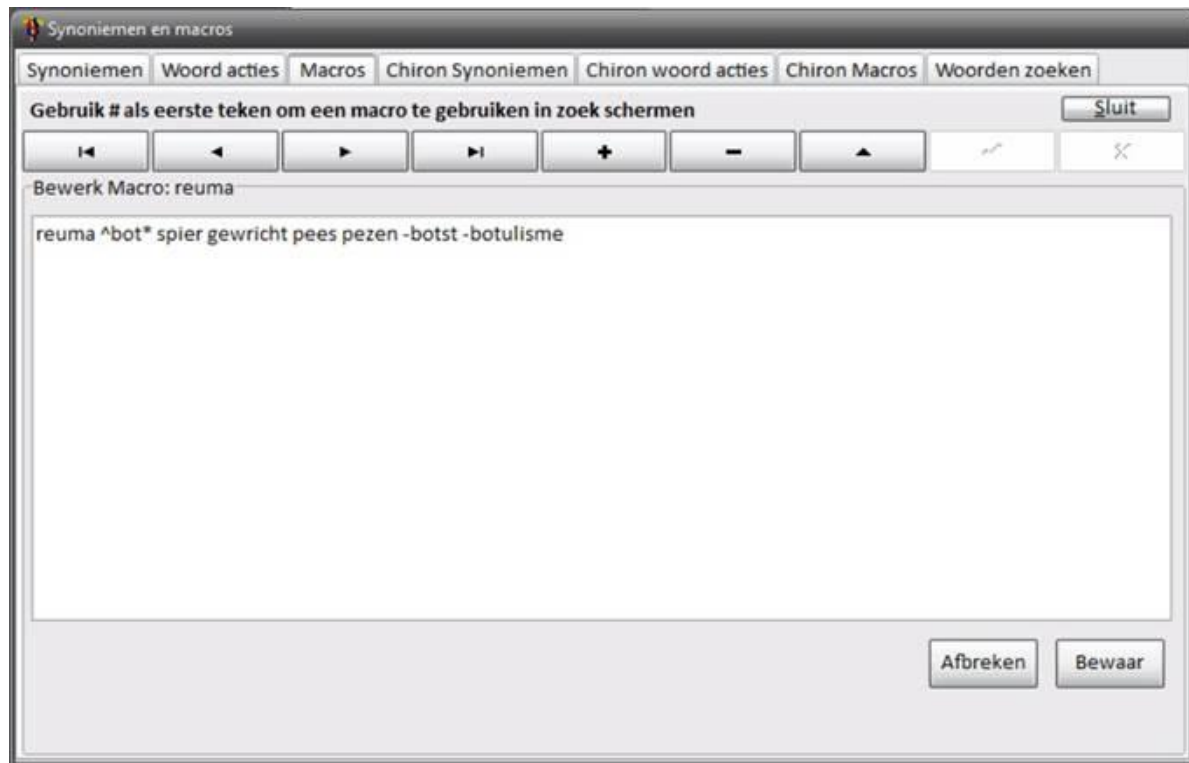 Synoniemen en macros
Synoniemen Woord acties Macros Chiron Synoniemen Chiron woord acties Chiron Macros Woorden zoeken
Gebruik # als eerste teken om een macro te gebruiken in zoek schermen Sluit
Bewerk Macro: reuma
reuma ^bot* spier gewricht pees pezen -botst -botulisme
Afbreken Bewaar